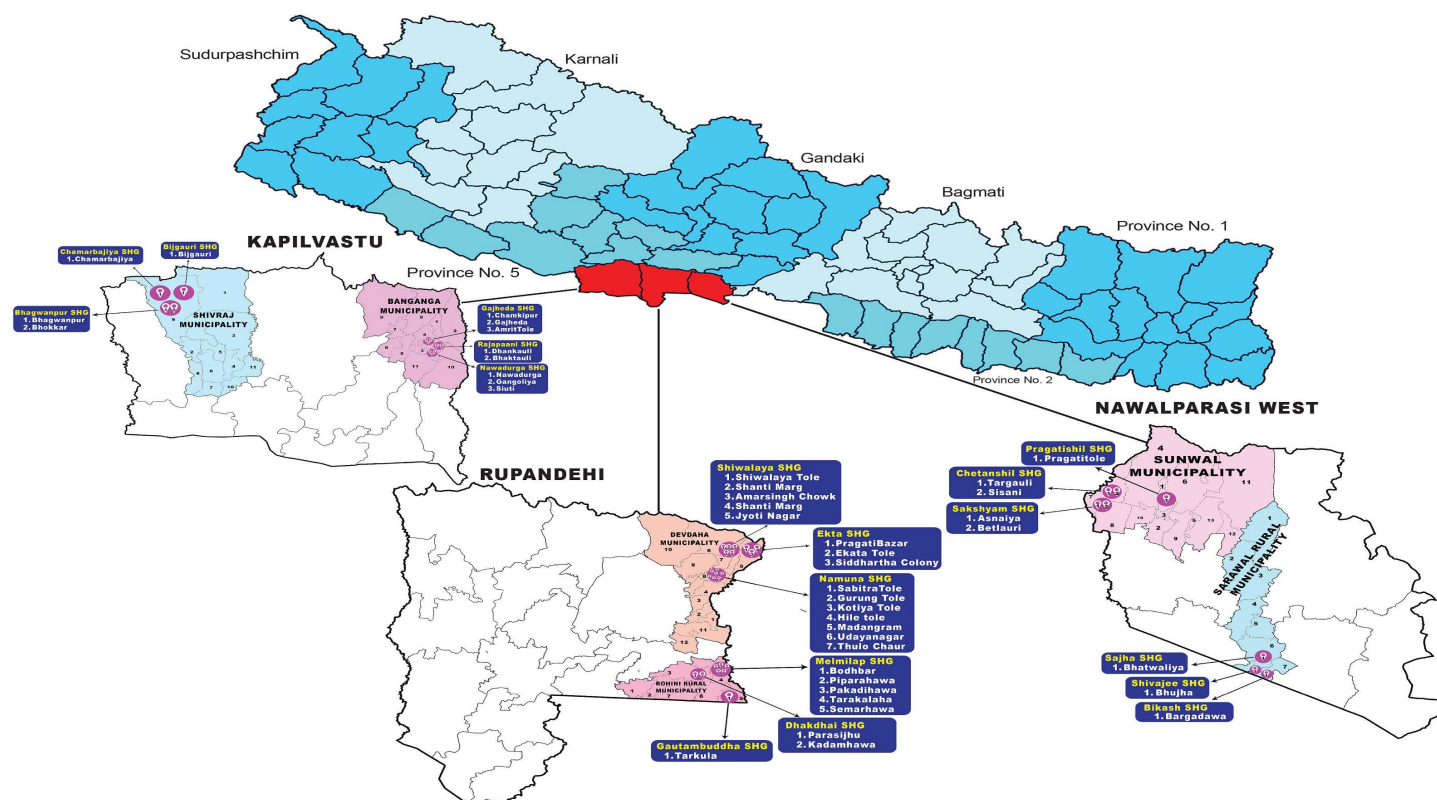 Sudurpashchim
Karnali
Gandaki
Bagmati
Province No. 1
Province No. 5
Province No. 2
KAPILVASTU
Chamarbajiya SHG
1.Chamarbajiya
Bijgauri SHG
1.Bijgauri
Bhagwanpur SHG
1.Bhagwanpur
2.Bhokkar
SHIVRAJ
MUNICIPALITY
BANGANGA
MUNICIPALITY
Gajheda SHG
1.Chamkipur
2.Gajheda
3.AmritTole
Rajapaani SHG
1.Dhankauli
2.Bhaktauli
Nawadurga SHG
1.Nawadurga
2.Gangoliya
3.Siuti
RUPANDEHI
Shiwalaya SHG
1.Shiwalaya Tole
2.Shanti Marg
3.Amarsingh Chowk
4.Shanti Marg
5.Jyoti Nagar
DEVDAHA
MUNICIPALITY
Ekta SHG
1.PragatiBazar
2.Ekata Tole
3.Siddhartha Colony
Namuna SHG
1.SabitraTole
2.Gurung Tole
3.Kotiya Tole
4.Hile tole
5.Madangram
6.Udayanagar
7.Thulo Chaur
ROHINI RURAL
MUNICIPALITY
Melmilap SHG
1.Bodhbar
2.Piparahawa
3.Pakadihawa
4.Tarakalaha
5.Semarhawa
Dhakdhai SHG
1.Parasijhu
2.Kadamhawa
Gautambuddha SHG
1.Tarkula
NAWALPARASI WEST
Pragatishil SHG
1.Pragatitole
Chetanshil SHG
1.Targauli
2.Sisani
Sakshyam SHG
1.Asnaiya
2.Betlauri
SUNWAL
MUNICIPALITY
SARAWAL RURAL
MUNICIPALITY
Sajha SHG
1.Bhatwaliya
Shivajee SHG
1.Bhujha
Bikash SHG
1.Bargadawa